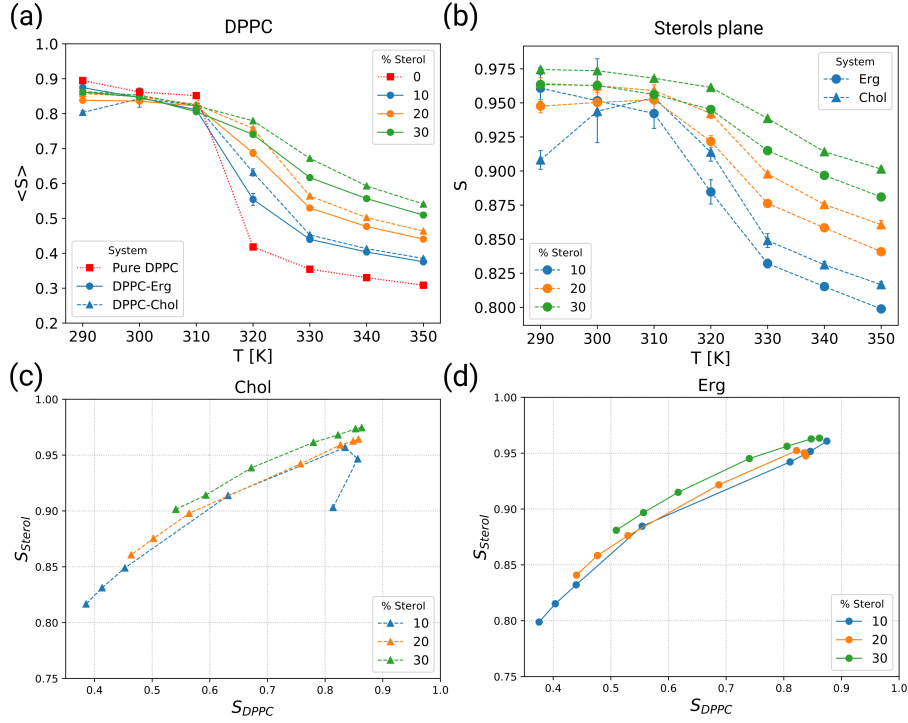 (a)
DPPC
1.0
0.9
0.8
0.7
0.6
0.5
0.4
0.3
0.2
<S>
290 300 310 320 330 340 350
T [K]
% Sterol
0
10
20
30
System
Pure DPPC
DPPC-Erg
DPPC-Chol
(b)
Sterols plane
0.975
0.950
0.925
0.900
0.875
0.850
0.825
0.800
S
290 300 310 320 330 340 350
T [K]
System
Erg
Chol
% Sterol
10
20
30
(c)
Chol
1.00
0.95
0.90
0.85
0.80
0.75
S_Sterol
0.4 0.5 0.6 0.7 0.8 0.9 1.0
S_DPPC
% Sterol
10
20
30
(d)
Erg
1.00
0.95
0.90
0.85
0.80
0.75
S_Sterol
0.4 0.5 0.6 0.7 0.8 0.9 1.0
S_DPPC
% Sterol
10
20
30